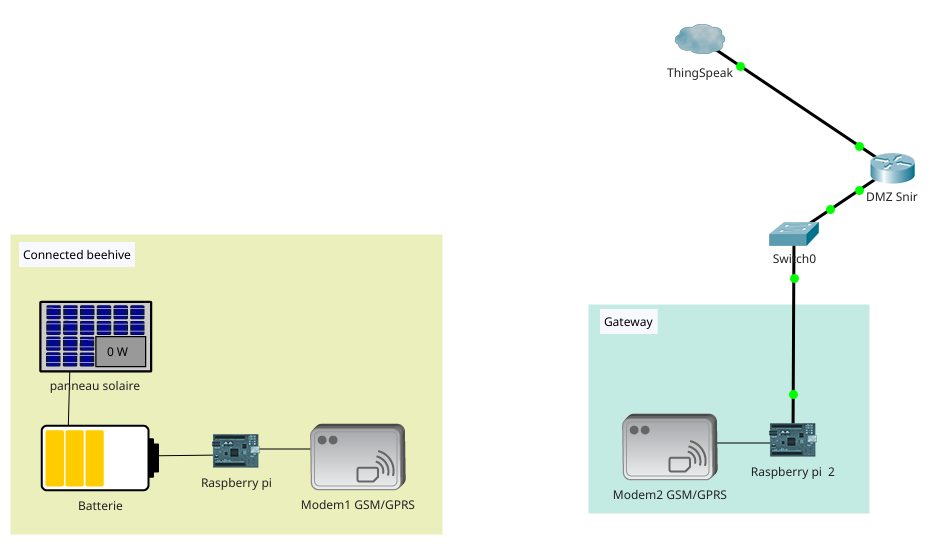 ThingSpeak
DMZ Snir
Switch0
Connected beehive
0 W
panneau solaire
Batterie
Raspberry pi
Modem1 GSM/GPRS
Gateway
Modem2 GSM/GPRS
Raspberry pi  2